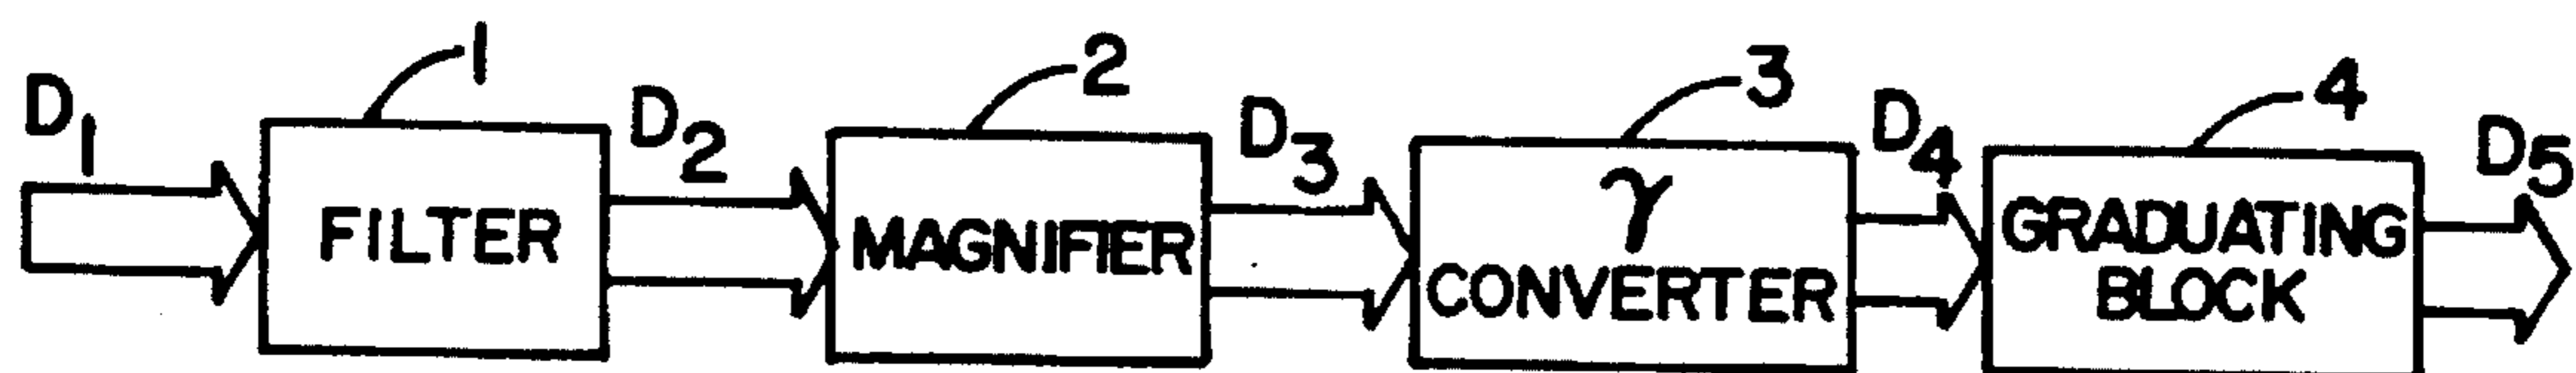 1
2
3
4
D1
D2
D3
D4
D5
FILTER
MAGNIFIER
γ
CONVERTER
GRADUATING
BLOCK